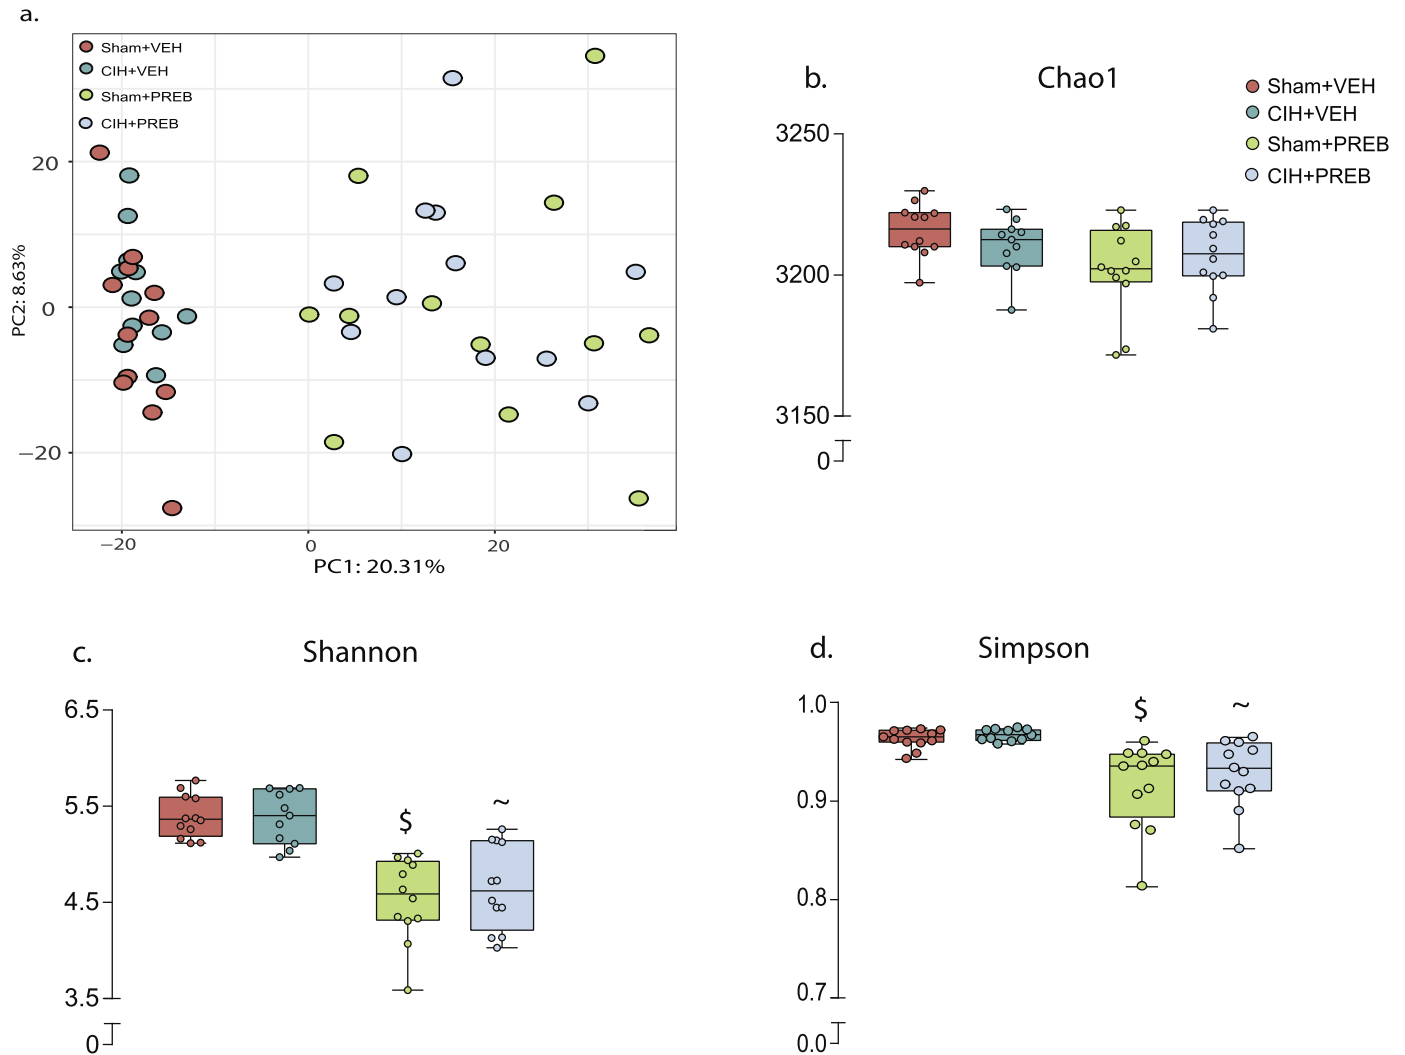 a.
Sham+VEH
CIH+VEH
Sham+PREB
CIH+PREB
20
0
−20
PC2: 8.63%
−20
0
20
PC1: 20.31%
b.
Chao1
Sham+VEH
CIH+VEH
Sham+PREB
CIH+PREB
3250
3200
3150
0
c.
Shannon
6.5
5.5
4.5
3.5
0
$
~
d.
Simpson
1.0
0.9
0.8
0.7
0.0
$
~